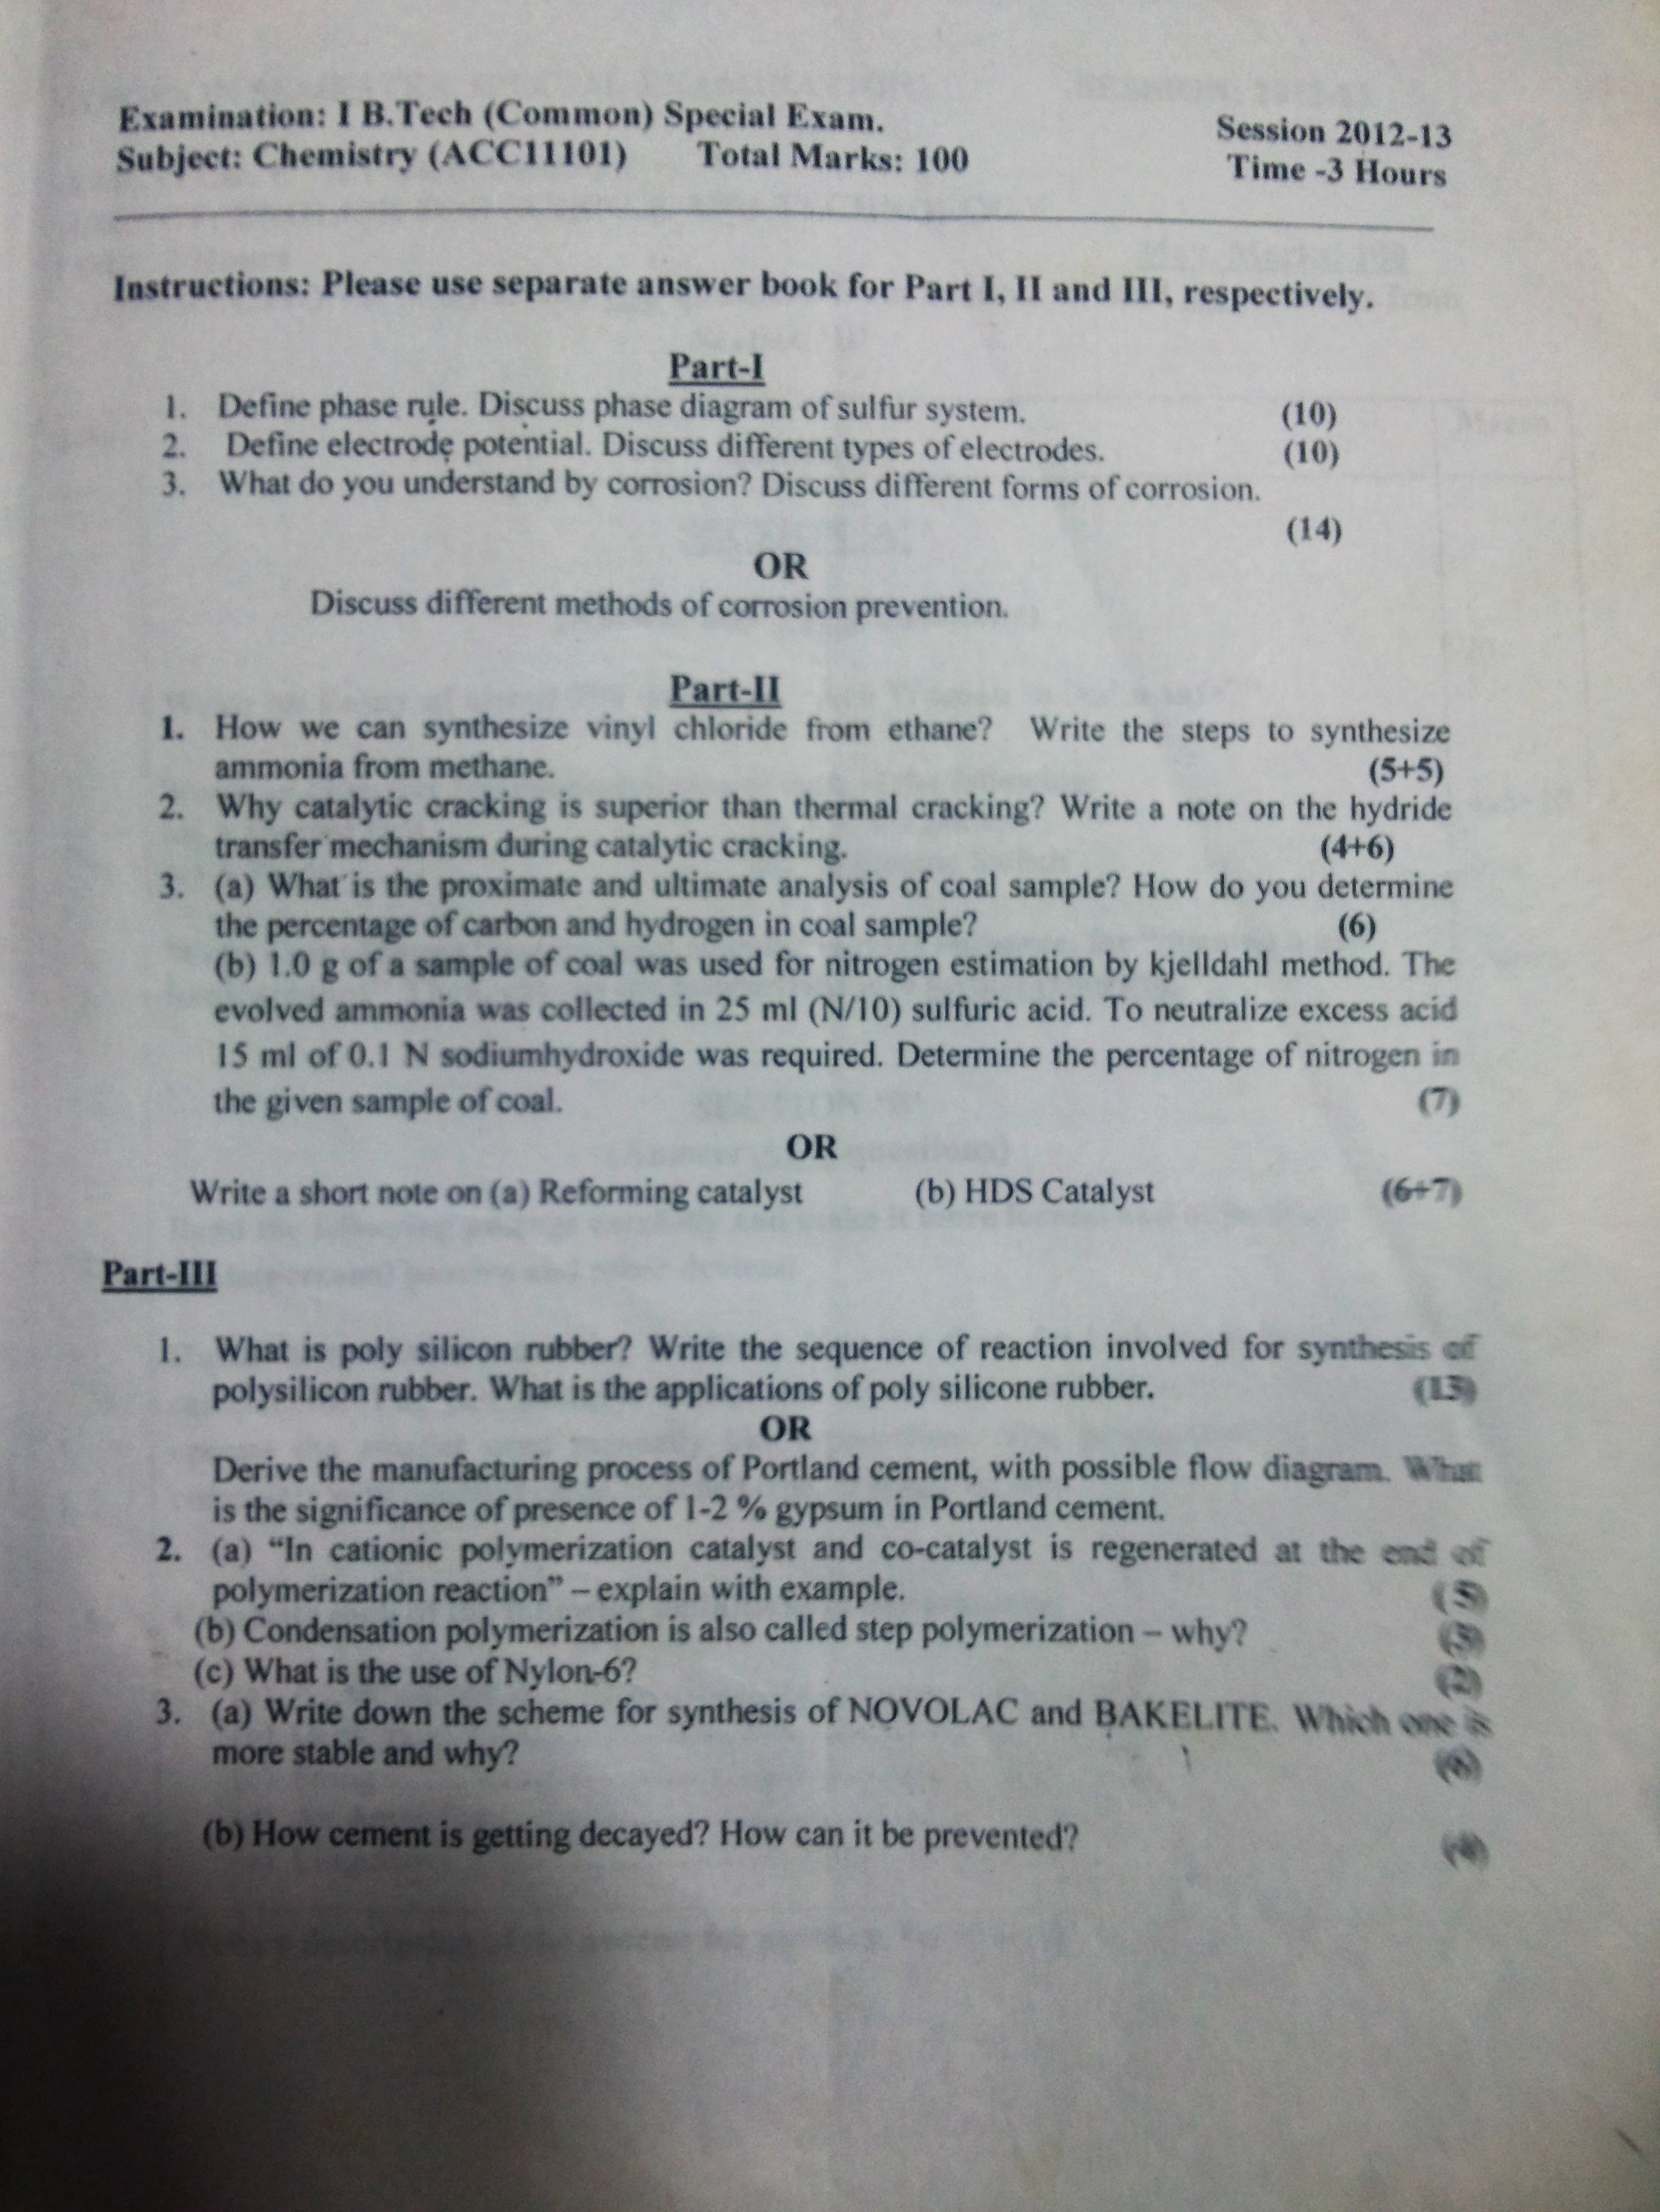 Examination: I B.Tech (Common) Special Exam.
Session 2012-13
Subject: Chemistry (ACC11101) Total Marks: 100
Time -3 Hours
Instructions: Please use separate answer book for Part I, II and III, respectively.
Part-I
1. Define phase rule. Discuss phase diagram of sulfur system. (10)
2. Define electrode potential. Discuss different types of electrodes. (10)
3. What do you understand by corrosion? Discuss different forms of corrosion.
(14)
OR
Discuss different methods of corrosion prevention.
Part-II
1. How we can synthesize vinyl chloride from ethane? Write the steps to synthesize
ammonia from methane. (5+5)
2. Why catalytic cracking is superior than thermal cracking? Write a note on the hydride
transfer mechanism during catalytic cracking. (4+6)
3. (a) What is the proximate and ultimate analysis of coal sample? How do you determine
the percentage of carbon and hydrogen in coal sample? (6)
(b) 1.0 g of a sample of coal was used for nitrogen estimation by kjelldahl method. The
evolved ammonia was collected in 25 ml (N/10) sulfuric acid. To neutralize excess acid
15 ml of 0.1 N sodiumhydroxide was required. Determine the percentage of nitrogen in
the given sample of coal. (7)
OR
Write a short note on (a) Reforming catalyst (b) HDS Catalyst (6+7)
Part-III
1. What is poly silicon rubber? Write the sequence of reaction involved for synthesis of
polysilicon rubber. What is the applications of poly silicone rubber. (13)
OR
Derive the manufacturing process of Portland cement, with possible flow diagram. What
is the significance of presence of 1-2 % gypsum in Portland cement.
2. (a) "In cationic polymerization catalyst and co-catalyst is regenerated at the end of
polymerization reaction" – explain with example.
(b) Condensation polymerization is also called step polymerization – why?
(c) What is the use of Nylon-6?
3. (a) Write down the scheme for synthesis of NOVOLAC and BAKELITE. Which one is
more stable and why?
(b) How cement is getting decayed? How can it be prevented?